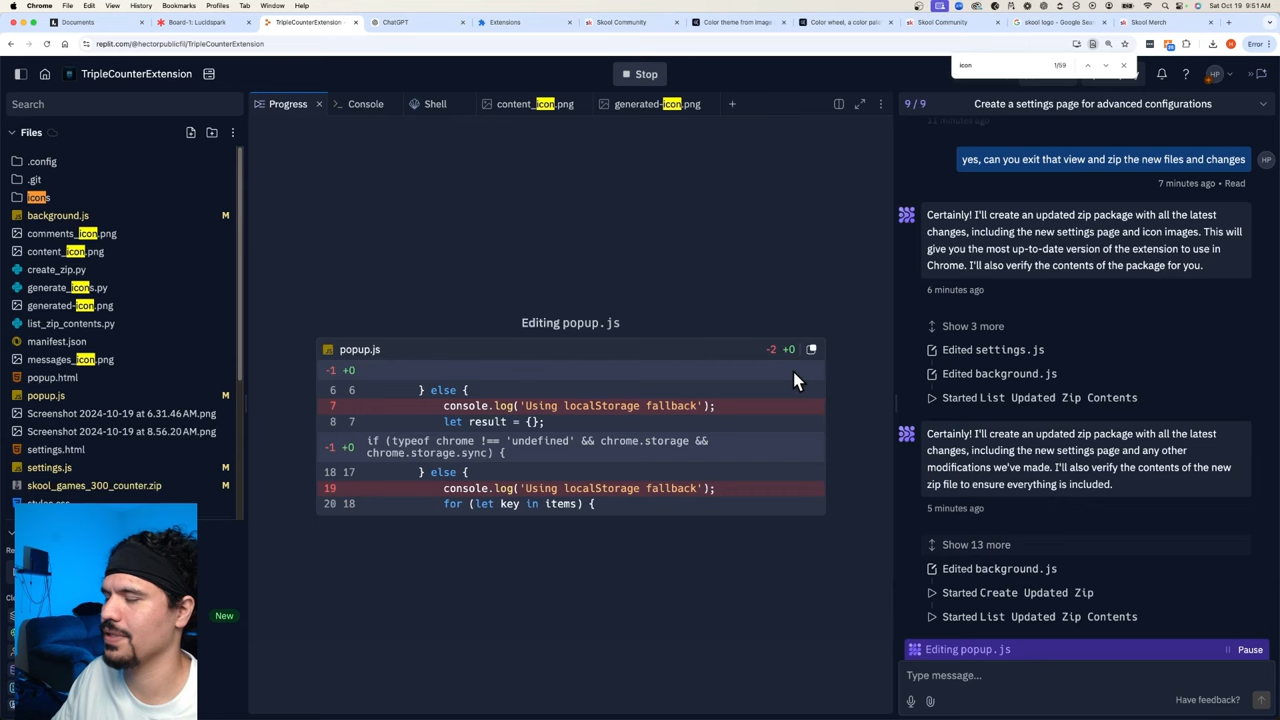 Chrome File Edit View History Bookmarks Profiles Tab Window Help Sat Oct 19 9:51 AM
Documents Board-1: Lucidspark TripleCounterExtension ChatGPT Extensions Skool Community Color theme from image Color wheel, a color pale Skool Community skool logo - Google Sear Skool Merch
replit.com/@hectorpublicfil/TripleCounterExtension Error
icon 1/59
TripleCounterExtension Stop HP
Search
Progress Console Shell content_icon.png generated-icon.png
9/9 Create a settings page for advanced configurations
11 minutes ago
Files
.config
.git
icons
background.js M
comments_icon.png
content_icon.png
create_zip.py
generate_icons.py
generated-icon.png
list_zip_contents.py
manifest.json
messages_icon.png
popup.html
popup.js M
Screenshot 2024-10-19 at 6.31.46 AM.png
Screenshot 2024-10-19 at 8.56.20 AM.png
settings.html
settings.js M
skool_games_300_counter.zip M
styles.css
New
Editing popup.js
popup.js -2 +0
-1 +0
6 6 } else {
7 console.log('Using localStorage fallback');
8 7 let result = {};
-1 +0 if (typeof chrome !== 'undefined' && chrome.storage &&
chrome.storage.sync) {
18 17 } else {
19 console.log('Using localStorage fallback');
20 18 for (let key in items) {
yes, can you exit that view and zip the new files and changes HP
7 minutes ago • Read
Certainly! I'll create an updated zip package with all the latest
changes, including the new settings page and icon images. This will
give you the most up-to-date version of the extension to use in
Chrome. I'll also verify the contents of the package for you.
6 minutes ago
Show 3 more
Edited settings.js
Edited background.js
Started List Updated Zip Contents
Certainly! I'll create an updated zip package with all the latest
changes, including the new settings page and any other
modifications we've made. I'll also verify the contents of the new
zip file to ensure everything is included.
5 minutes ago
Show 13 more
Edited background.js
Started Create Updated Zip
Started List Updated Zip Contents
Editing popup.js Pause
Type message...
Have feedback?